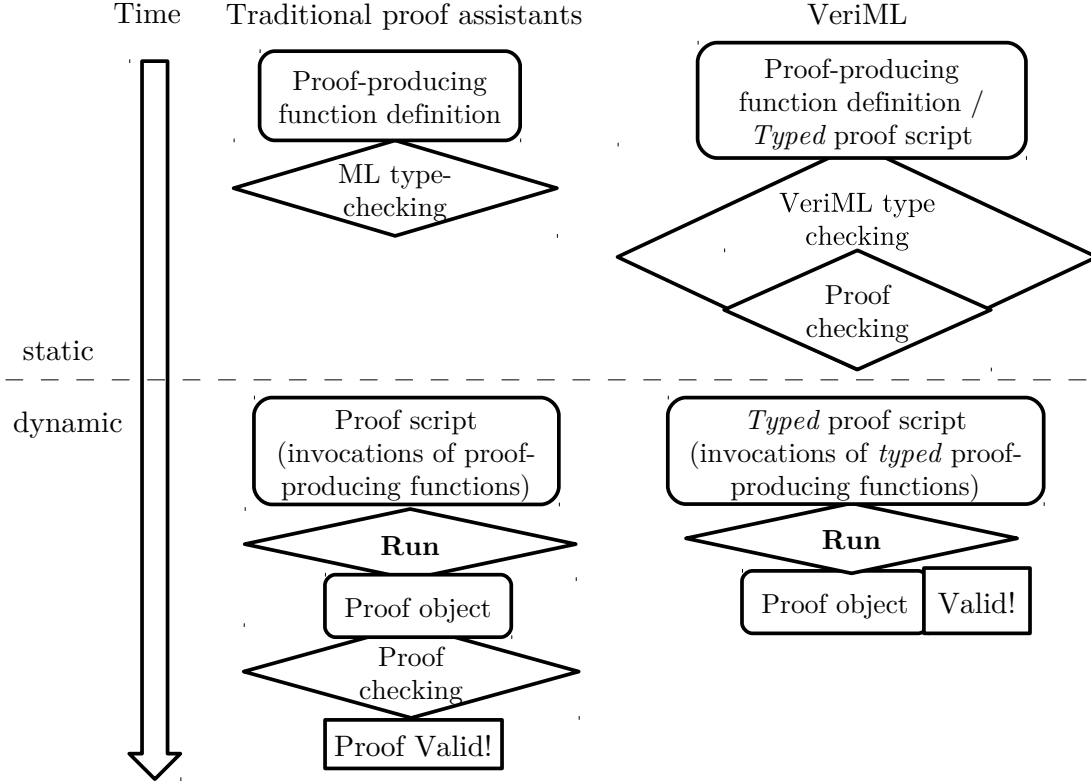 Time
Traditional proof assistants
VeriML
Proof-producing
function definition
Proof-producing
function definition /
Typed proof script
ML type-
checking
VeriML type
checking
Proof
checking
static
dynamic
Proof script
(invocations of proof-
producing functions)
Typed proof script
(invocations of typed proof-
producing functions)
Run
Run
Proof object
Proof object
Valid!
Proof
checking
Proof Valid!